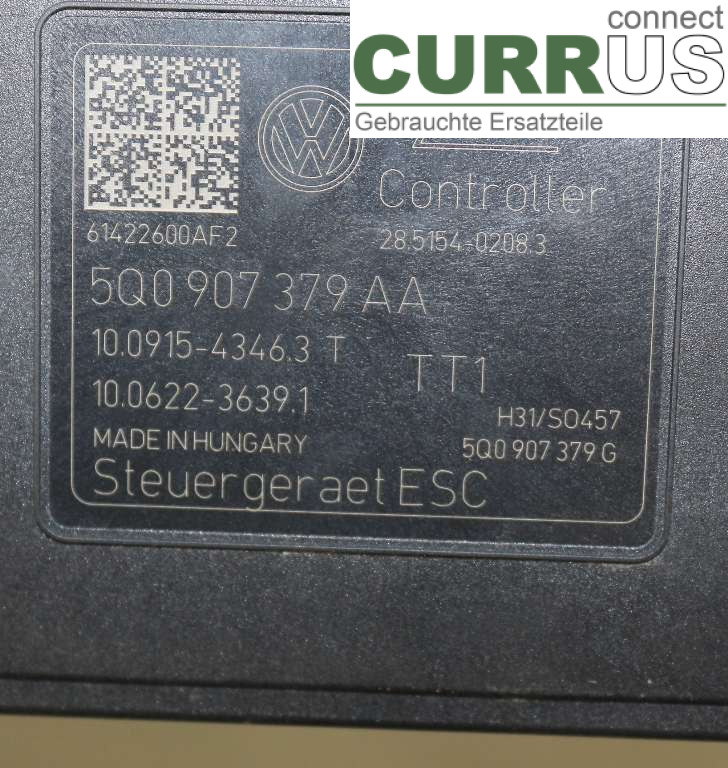 connect
CURRUS
Gebrauchte Ersatzteile
Controller
61422600AF2
28.5154-0208.3
5Q0 907 379 AA
10.0915-4346.3 T
TT1
10.0622-3639.1
H31/S0457
MADE IN HUNGARY
5Q0 907 379 G
Steuergeraet ESC